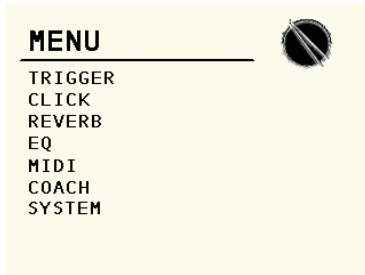 MENU
TRIGGER
CLICK
REVERB
EQ
MIDI
COACH
SYSTEM